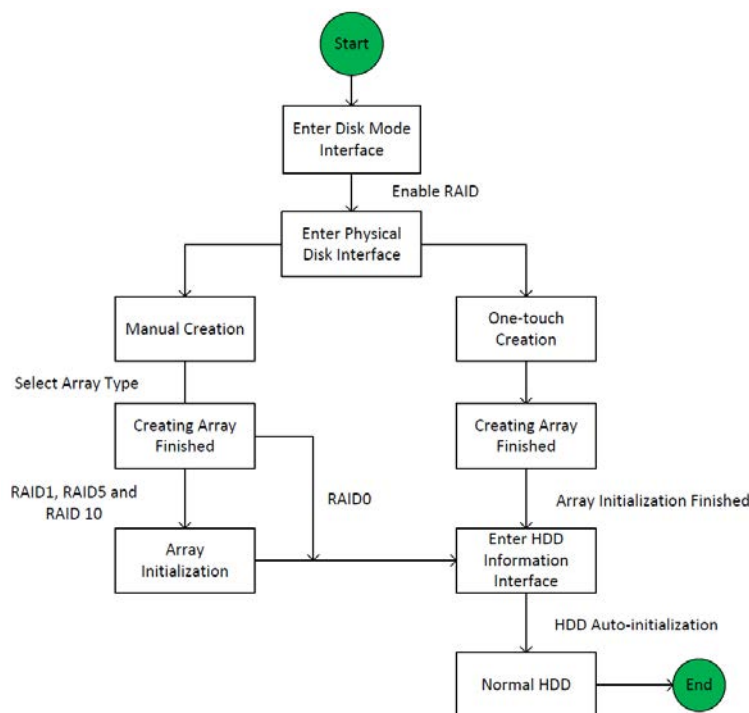 Start
Enter Disk Mode
Interface
Enable RAID
Enter Physical
Disk Interface
Manual Creation
One-touch
Creation
Select Array Type
Creating Array
Finished
Creating Array
Finished
RAID1, RAID5 and
RAID 10
RAID0
Array Initialization Finished
Array
Initialization
Enter HDD
Information
Interface
HDD Auto-initialization
Normal HDD
End